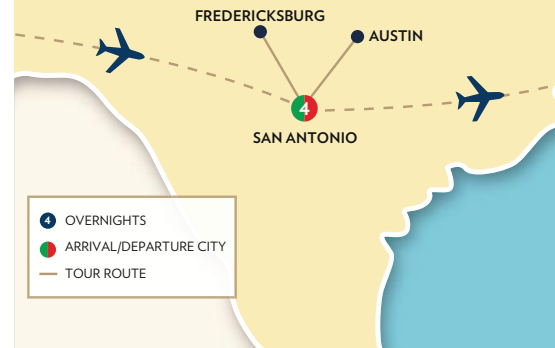 FREDERICKSBURG
AUSTIN
4
SAN ANTONIO
4 OVERNIGHTS
ARRIVAL/DEPARTURE CITY
TOUR ROUTE